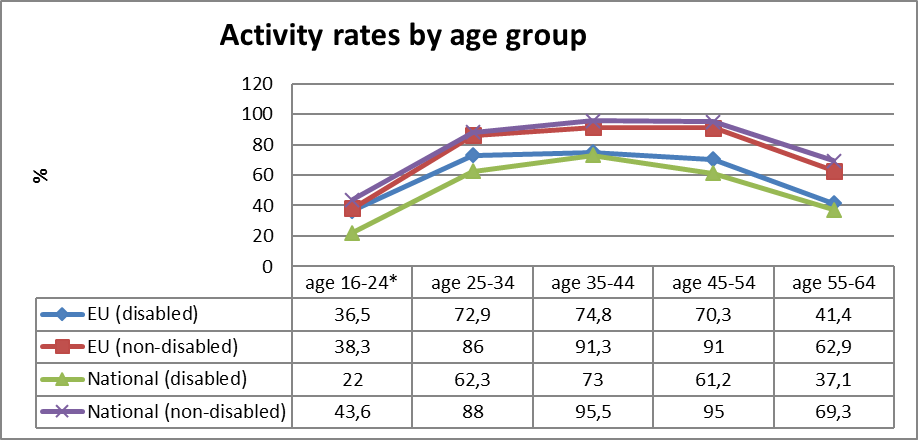 Activity rates by age group
%
120
100
80
60
40
20
0
age 16-24* age 25-34 age 35-44 age 45-54 age 55-64
EU (disabled) 36,5 72,9 74,8 70,3 41,4
EU (non-disabled) 38,3 86 91,3 91 62,9
National (disabled) 22 62,3 73 61,2 37,1
National (non-disabled) 43,6 88 95,5 95 69,3